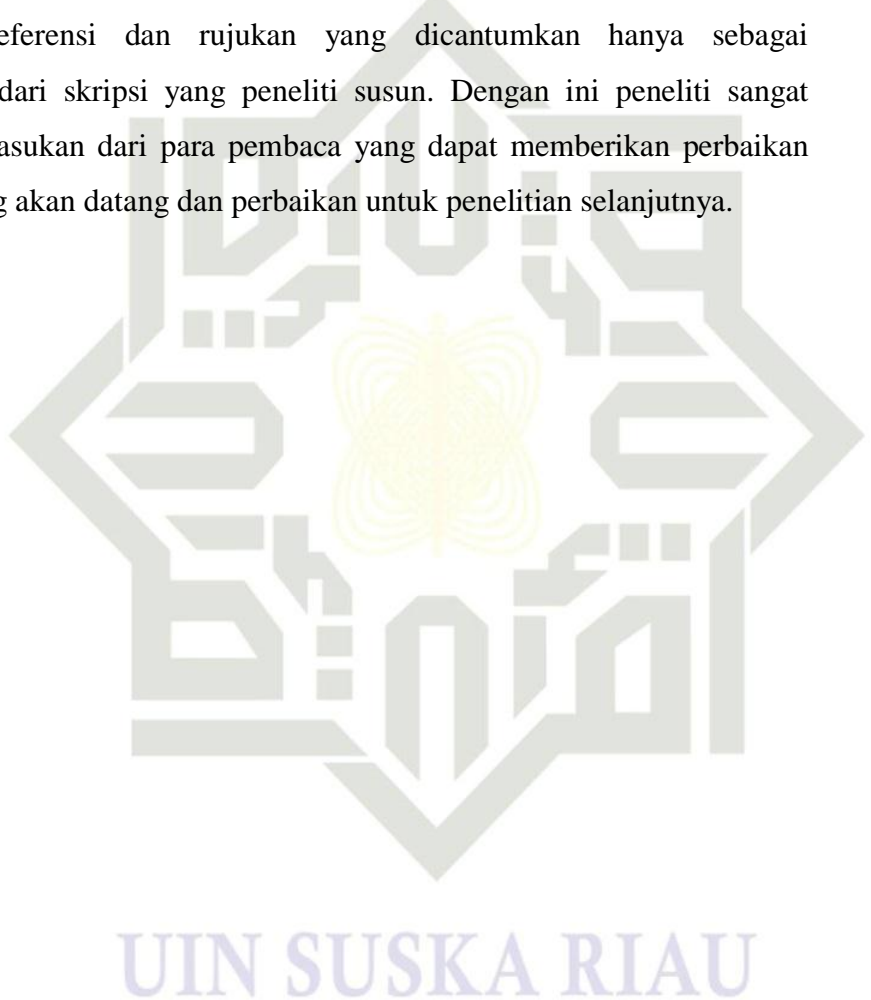 eferensi dan rujukan yang dicantumkan hanya sebagai
dari skripsi yang peneliti susun. Dengan ini peneliti sangat
asukan dari para pembaca yang dapat memberikan perbaikan
g akan datang dan perbaikan untuk penelitian selanjutnya.
UIN SUSKA RIAU